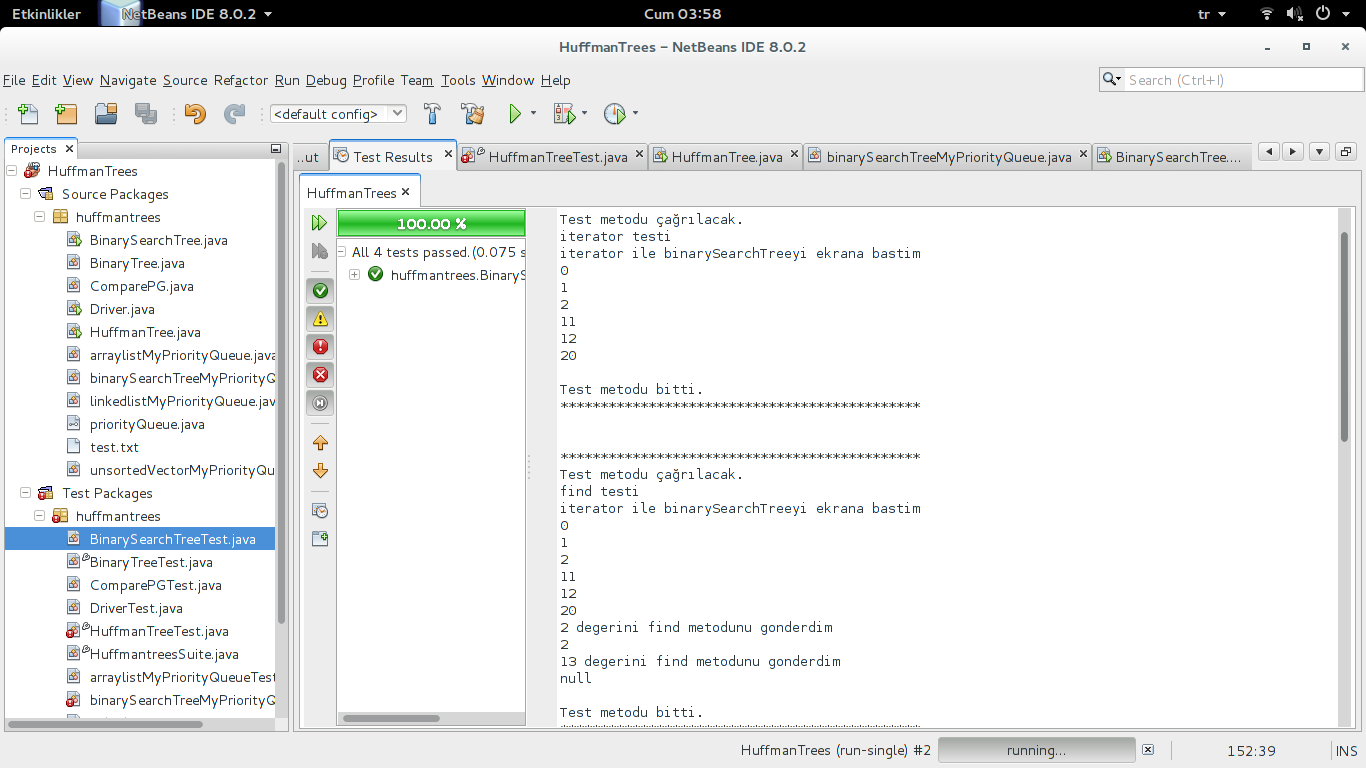 Etkinlikler NetBeans IDE 8.0.2 Cum 03:58 tr
HuffmanTrees – NetBeans IDE 8.0.2
File Edit View Navigate Source Refactor Run Debug Profile Team Tools Window Help
Search (Ctrl+I)
<default config>
Projects
HuffmanTrees
Source Packages
huffmantrees
BinarySearchTree.java
BinaryTree.java
ComparePG.java
Driver.java
HuffmanTree.java
arraylistMyPriorityQueue.java
binarySearchTreeMyPriorityQ
linkedlistMyPriorityQueue.jav
priorityQueue.java
test.txt
unsortedVectorMyPriorityQu
Test Packages
huffmantrees
BinarySearchTreeTest.java
BinaryTreeTest.java
ComparePGTest.java
DriverTest.java
HuffmanTreeTest.java
HuffmantreesSuite.java
arraylistMyPriorityQueueTest
binarySearchTreeMyPriorityQ
...ut Test Results HuffmanTreeTest.java HuffmanTree.java binarySearchTreeMyPriorityQueue.java BinarySearchTree....
HuffmanTrees
100.00 %
All 4 tests passed.(0.075 s
huffmantrees.BinaryS
Test metodu çağrılacak.
iterator testi
iterator ile binarySearchTreeyi ekrana bastim
0
1
2
11
12
20
Test metodu bitti.
*********************************************
*********************************************
Test metodu çağrılacak.
find testi
iterator ile binarySearchTreeyi ekrana bastim
0
1
2
11
12
20
2 degerini find metodunu gonderdim
2
13 degerini find metodunu gonderdim
null
Test metodu bitti.
HuffmanTrees (run-single) #2 running... 152:39 INS